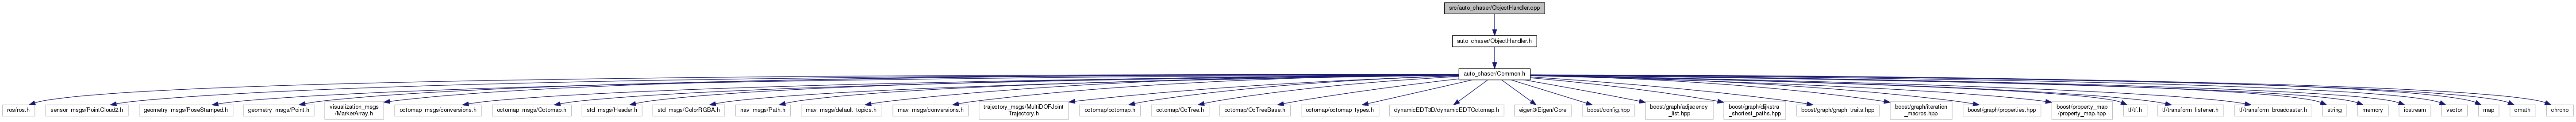 src/auto_chaser/ObjectHandler.cpp
auto_chaser/ObjectHandler.h
auto_chaser/Common.h
ros/ros.h
sensor_msgs/PointCloud2.h
geometry_msgs/PoseStamped.h
geometry_msgs/Point.h
visualization_msgs
/MarkerArray.h
octomap_msgs/conversions.h
octomap_msgs/Octomap.h
std_msgs/Header.h
std_msgs/ColorRGBA.h
nav_msgs/Path.h
mav_msgs/default_topics.h
mav_msgs/conversions.h
trajectory_msgs/MultiDOFJoint
Trajectory.h
octomap/octomap.h
octomap/OcTree.h
octomap/OcTreeBase.h
octomap/octomap_types.h
dynamicEDT3D/dynamicEDTOctomap.h
eigen3/Eigen/Core
boost/config.hpp
boost/graph/adjacency
_list.hpp
boost/graph/dijkstra
_shortest_paths.hpp
boost/graph/graph_traits.hpp
boost/graph/iteration
_macros.hpp
boost/graph/properties.hpp
boost/property_map
/property_map.hpp
tf/tf.h
tf/transform_listener.h
tf/transform_broadcaster.h
string
memory
iostream
vector
map
cmath
chrono